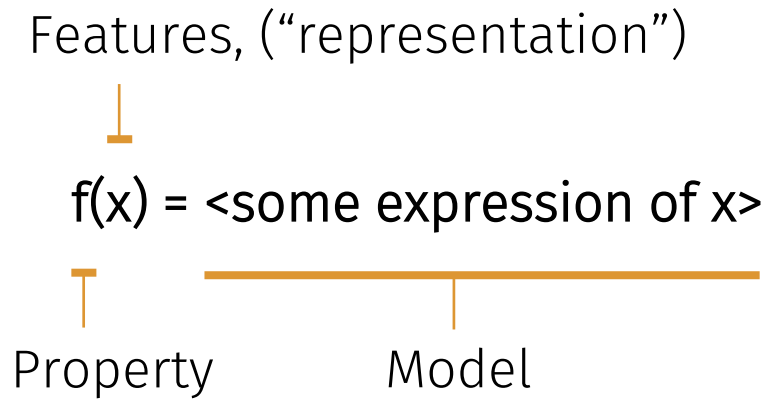 Features, (“representation”)
f(x) = <some expression of x>
Property
Model